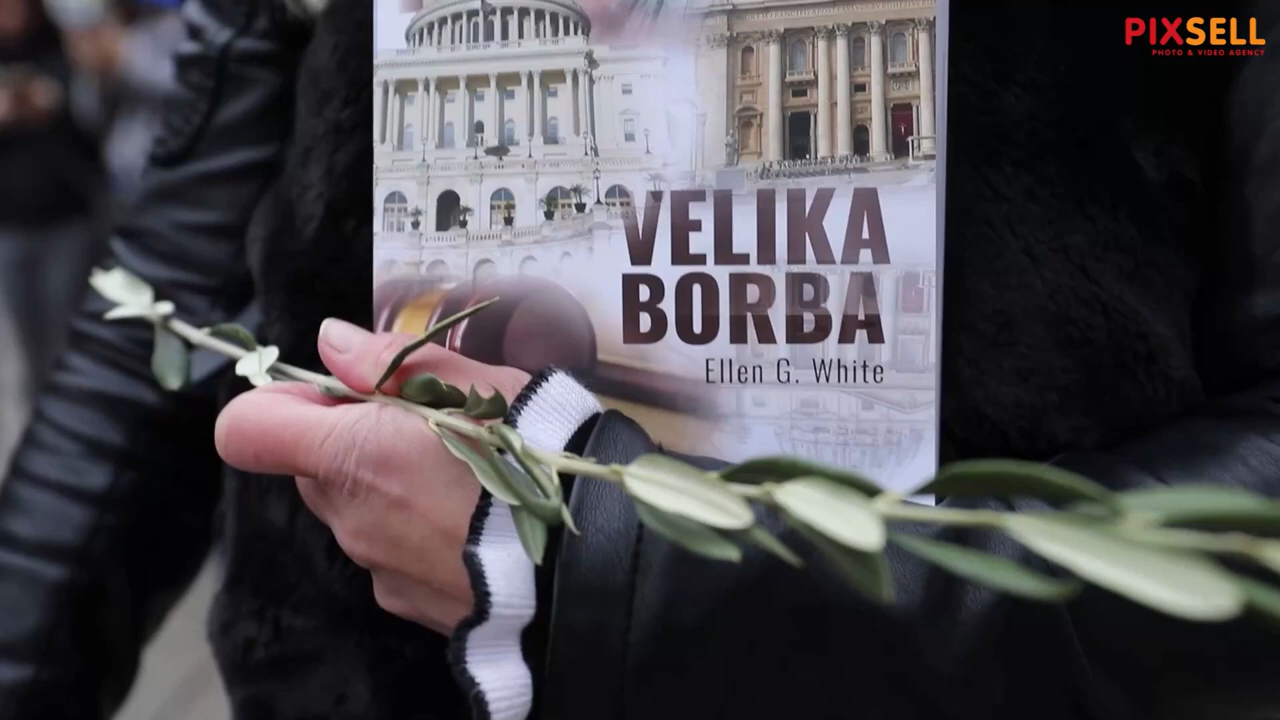 PIXSELL
PHOTO & VIDEO AGENCY
VELIKA
BORBA
Ellen G. White